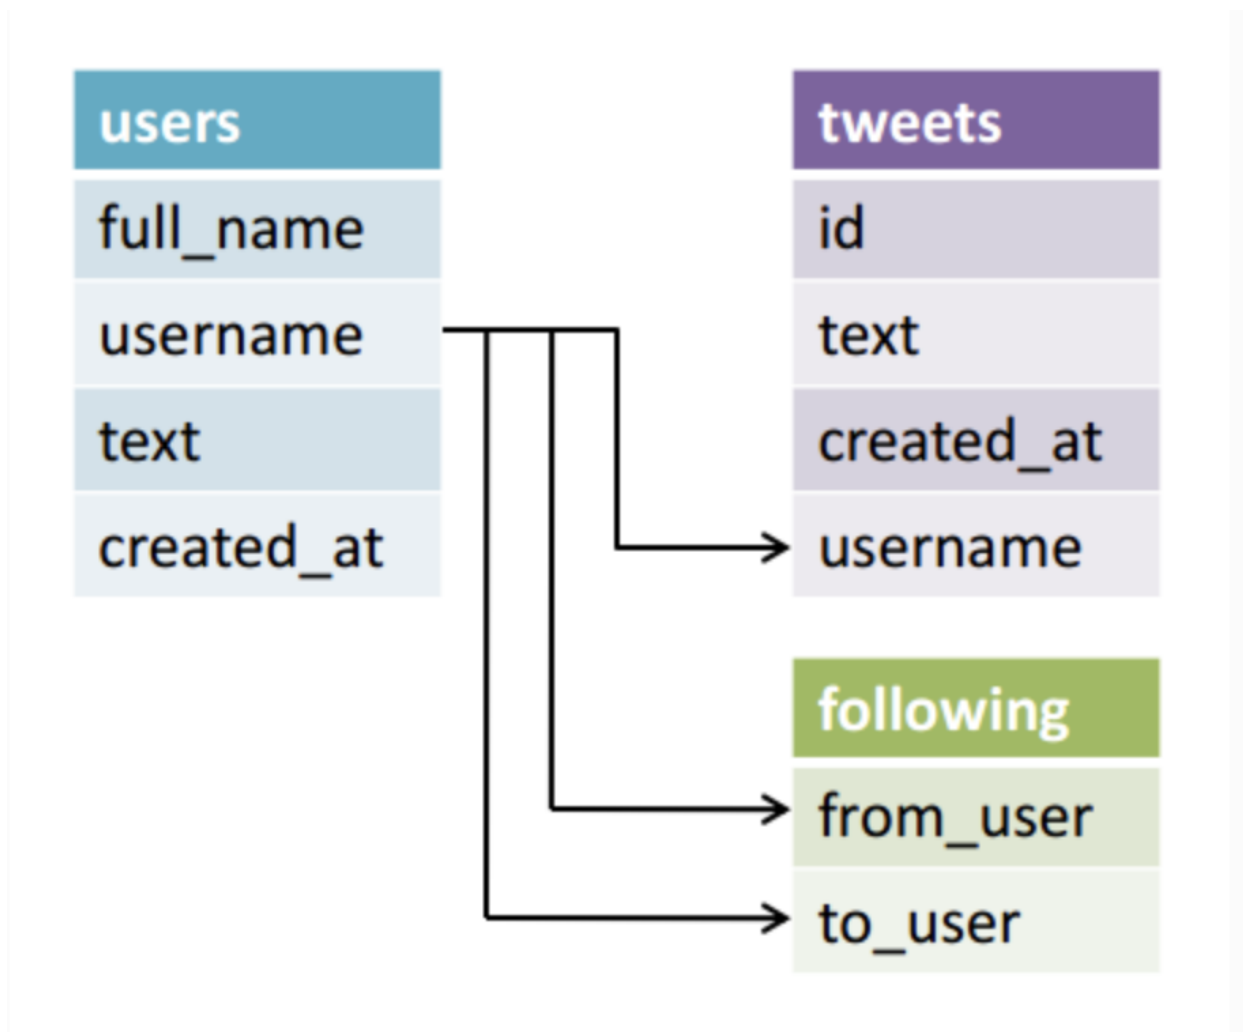 users
full_name
username
text
created_at
tweets
id
text
created_at
username
following
from_user
to_user